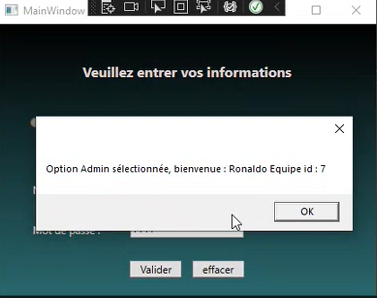 MainWindow
Veuillez entrer vos informations
Option Admin sélectionnée, bienvenue : Ronaldo Equipe id : 7
OK
Mot de passe :
Valider effacer